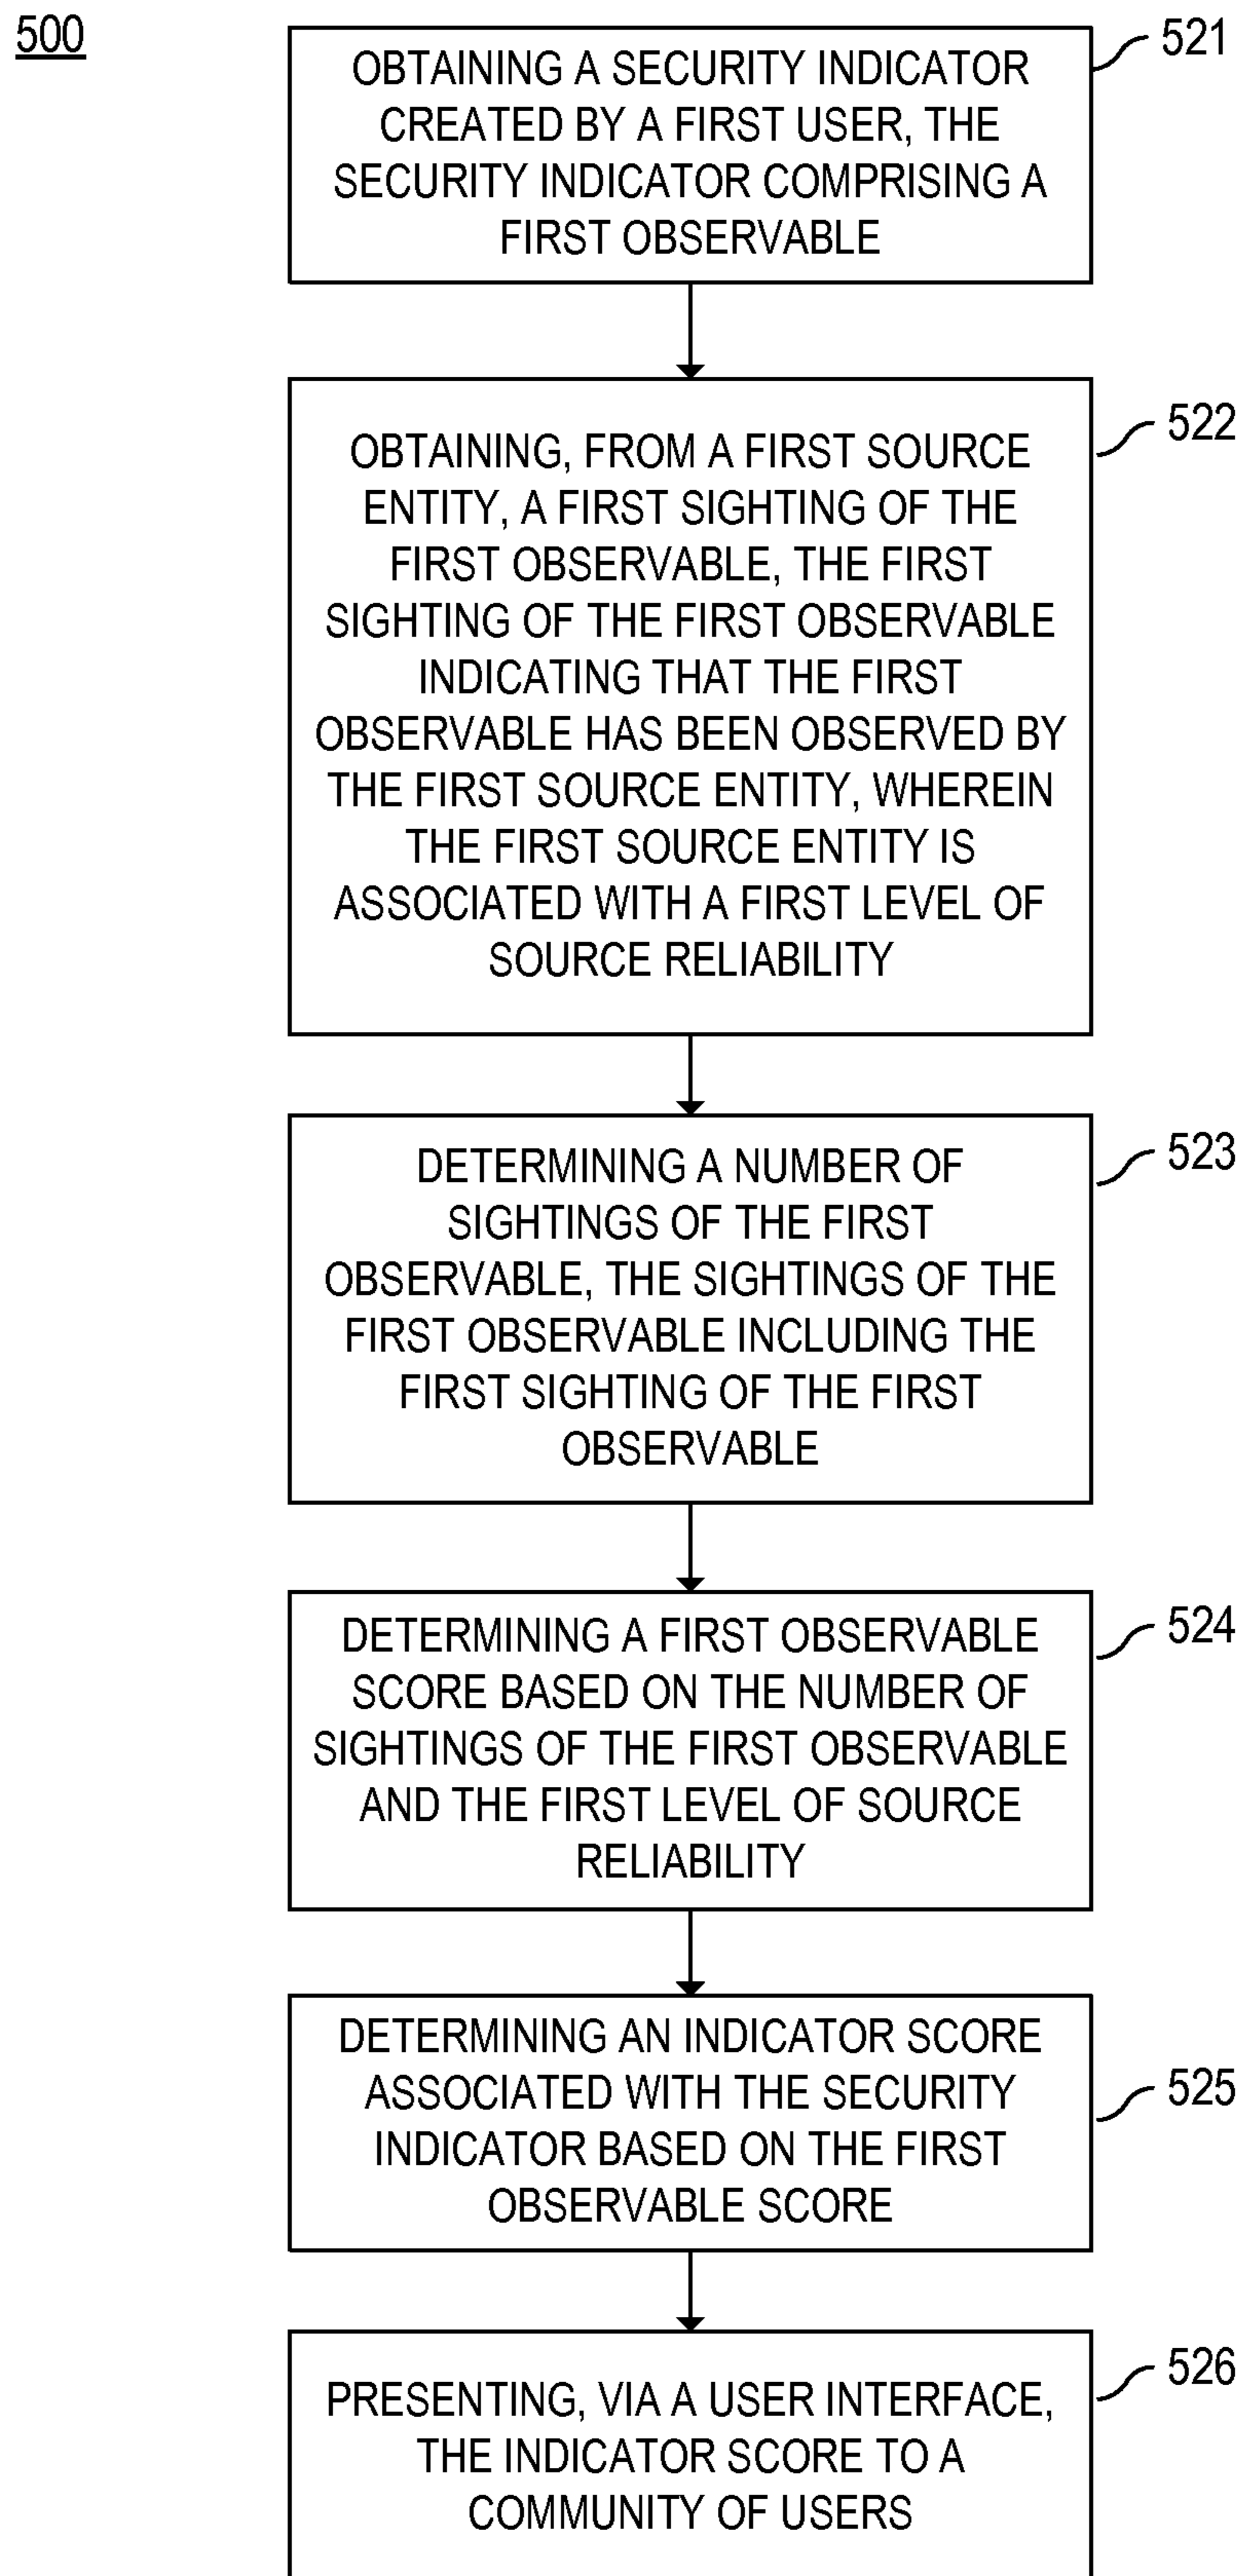 500
521
OBTAINING A SECURITY INDICATOR
CREATED BY A FIRST USER, THE
SECURITY INDICATOR COMPRISING A
FIRST OBSERVABLE
522
OBTAINING, FROM A FIRST SOURCE
ENTITY, A FIRST SIGHTING OF THE
FIRST OBSERVABLE, THE FIRST
SIGHTING OF THE FIRST OBSERVABLE
INDICATING THAT THE FIRST
OBSERVABLE HAS BEEN OBSERVED BY
THE FIRST SOURCE ENTITY, WHEREIN
THE FIRST SOURCE ENTITY IS
ASSOCIATED WITH A FIRST LEVEL OF
SOURCE RELIABILITY
523
DETERMINING A NUMBER OF
SIGHTINGS OF THE FIRST
OBSERVABLE, THE SIGHTINGS OF THE
FIRST OBSERVABLE INCLUDING THE
FIRST SIGHTING OF THE FIRST
OBSERVABLE
524
DETERMINING A FIRST OBSERVABLE
SCORE BASED ON THE NUMBER OF
SIGHTINGS OF THE FIRST OBSERVABLE
AND THE FIRST LEVEL OF SOURCE
RELIABILITY
525
DETERMINING AN INDICATOR SCORE
ASSOCIATED WITH THE SECURITY
INDICATOR BASED ON THE FIRST
OBSERVABLE SCORE
526
PRESENTING, VIA A USER INTERFACE,
THE INDICATOR SCORE TO A
COMMUNITY OF USERS